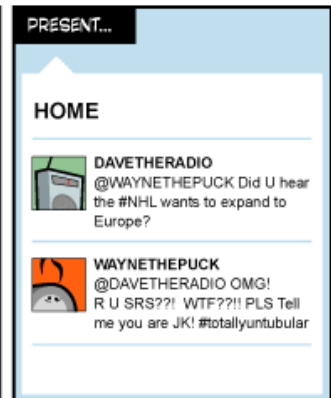 PRESENT...
HOME
DAVETHERADIO
@WAYNETHEPUCK Did U hear
the #NHL wants to expand to
Europe?
WAYNETHEPUCK
@DAVETHERADIO OMG!
R U SRS??!  WTF??!! PLS Tell
me you are JK! #totallyuntubular